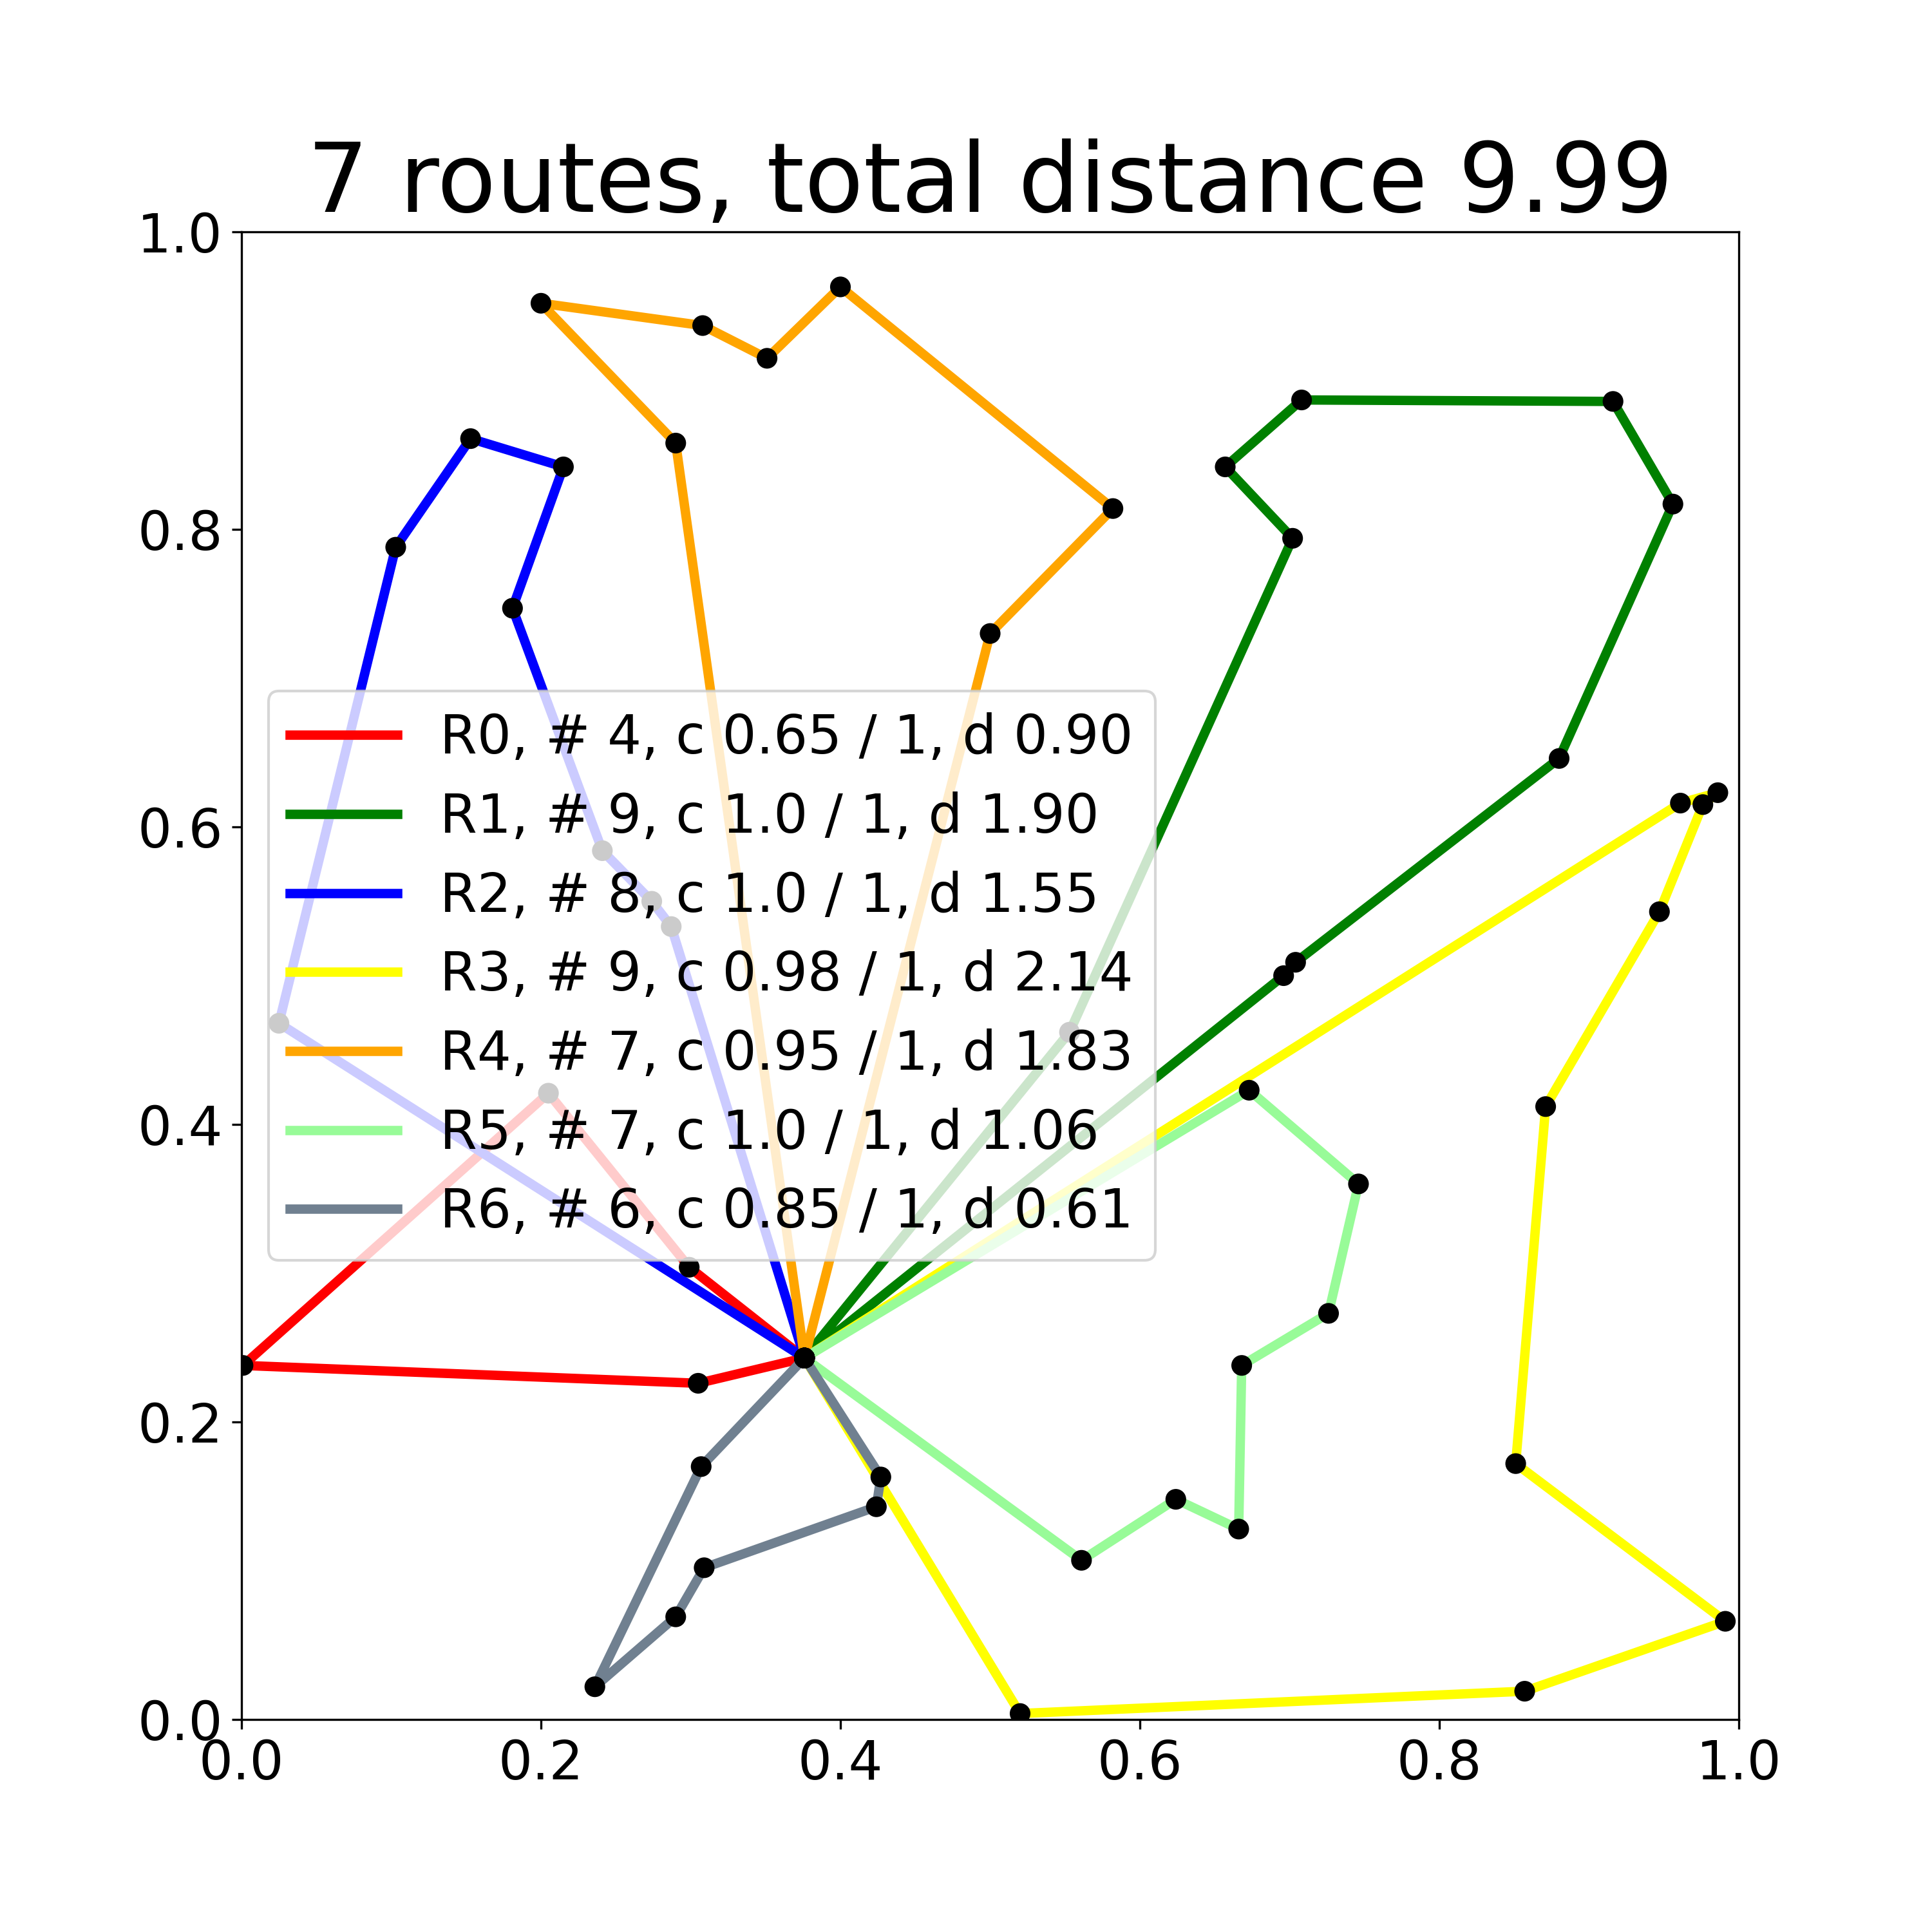 7 routes, total distance 9.99
1.0
0.8
0.6
0.4
0.2
0.0
R0, # 4, c 0.65 / 1, d 0.90
R1, # 9, c 1.0 / 1, d 1.90
R2, # 8, c 1.0 / 1, d 1.55
R3, # 9, c 0.98 / 1, d 2.14
R4, # 7, c 0.95 / 1, d 1.83
R5, # 7, c 1.0 / 1, d 1.06
R6, # 6, c 0.85 / 1, d 0.61
0.0 0.2 0.4 0.6 0.8 1.0